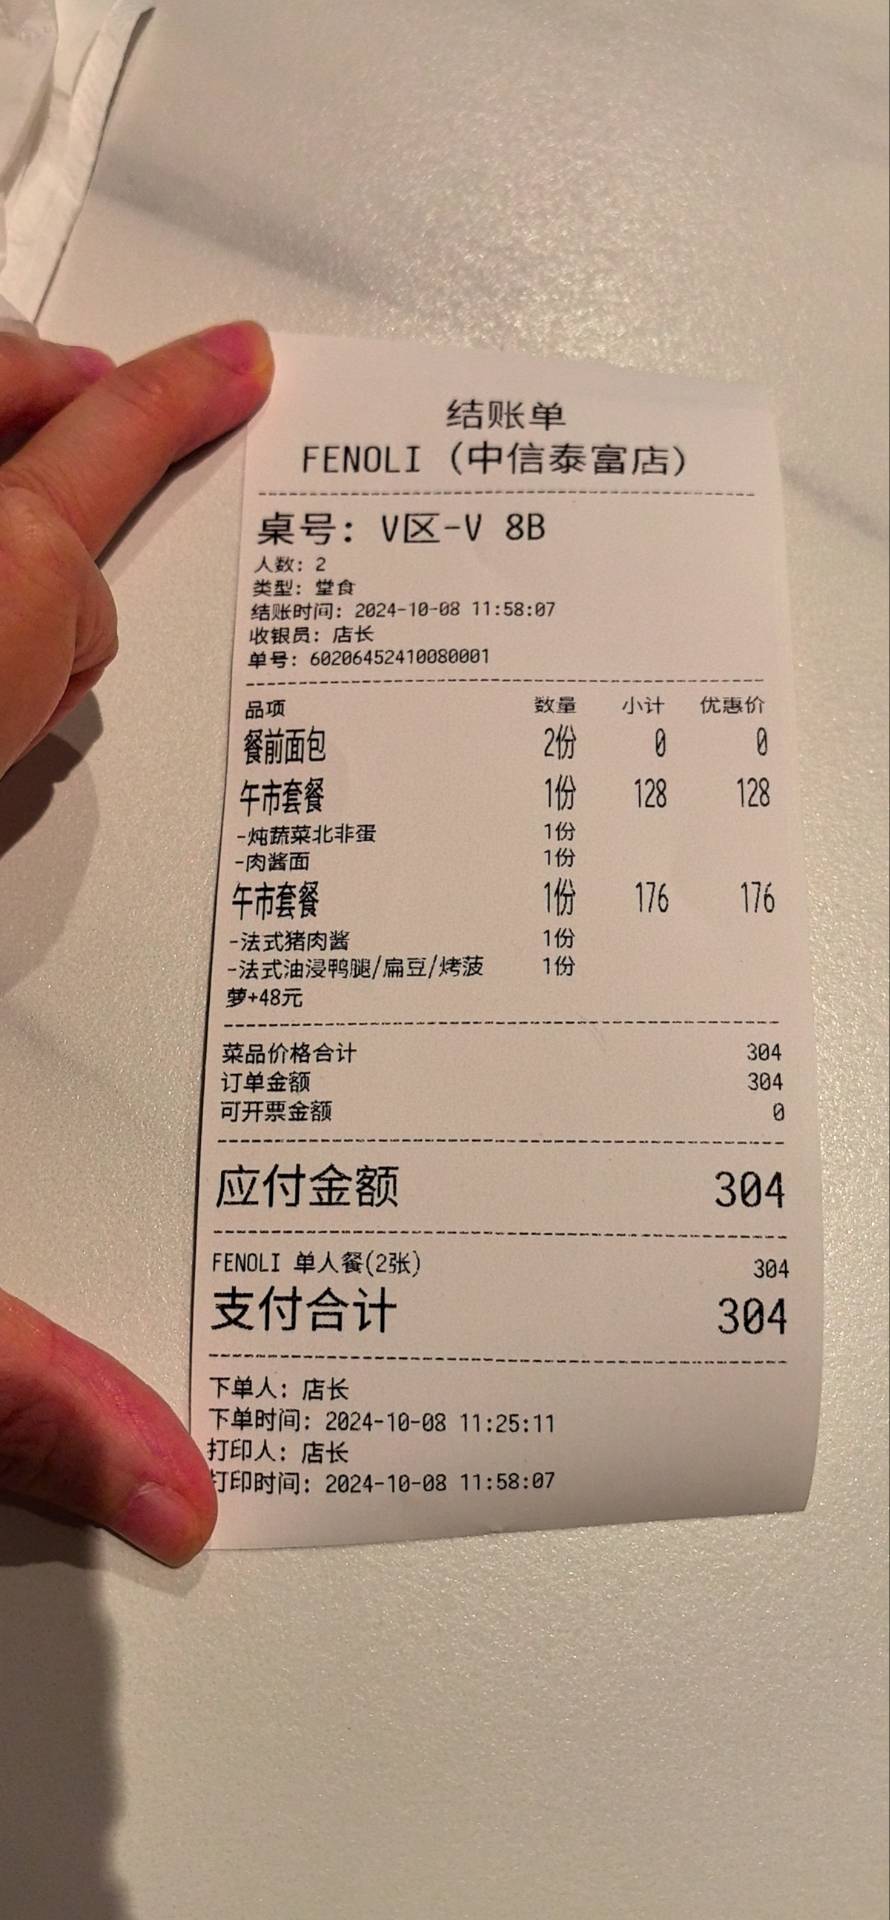 结账单
FENOLI (中信泰富店)
桌号: V区-V 8B
人数: 2
类型: 堂食
结账时间: 2024-10-08 11:58:07
收银员: 店长
单号: 60206452410080001
品项 数量 小计 优惠价
餐前面包 2份 0 0
午市套餐 1份 128 128
-炖蔬菜北非蛋 1份
-肉酱面 1份
午市套餐 1份 176 176
-法式猪肉酱 1份
-法式油浸鸭腿/扁豆/烤菠 1份
萝+48元
菜品价格合计 304
订单金额 304
可开票金额 0
应付金额 304
FENOLI 单人餐(2张) 304
支付合计 304
下单人: 店长
下单时间: 2024-10-08 11:25:11
打印人: 店长
打印时间: 2024-10-08 11:58:07